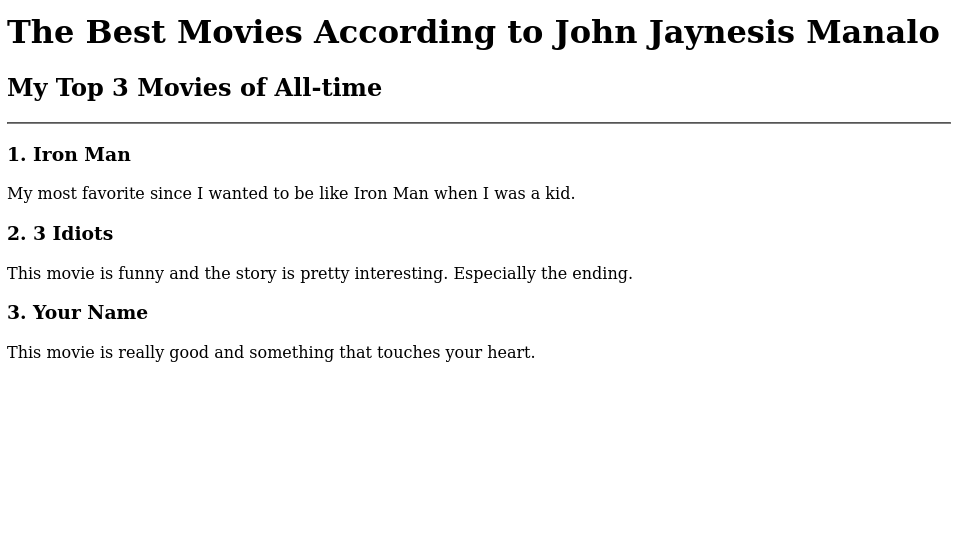 The Best Movies According to John Jaynesis Manalo
My Top 3 Movies of All-time
1. Iron Man
My most favorite since I wanted to be like Iron Man when I was a kid.
2. 3 Idiots
This movie is funny and the story is pretty interesting. Especially the ending.
3. Your Name
This movie is really good and something that touches your heart.